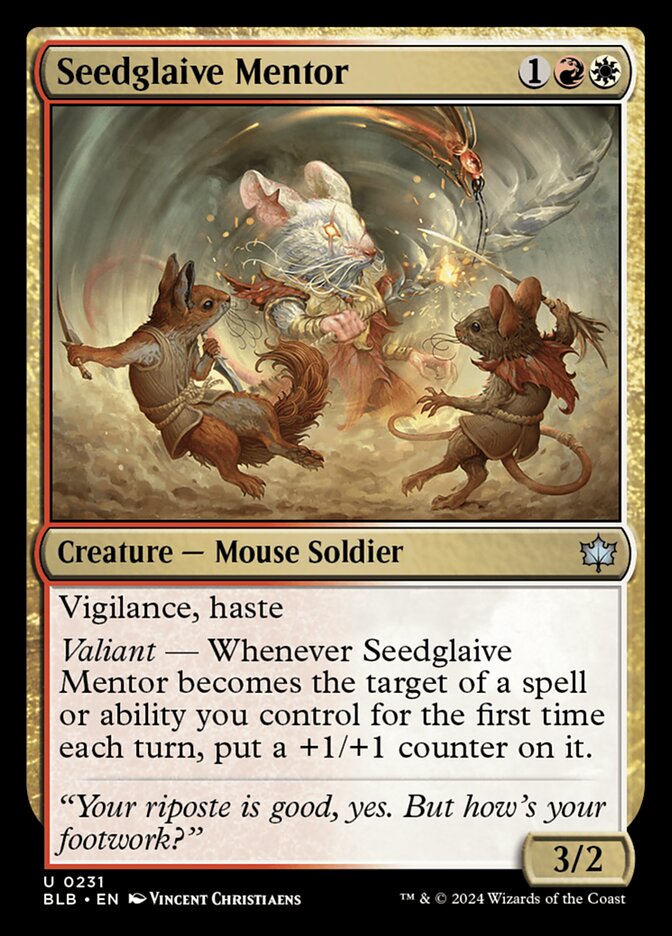 Seedglaive Mentor 1
Creature — Mouse Soldier
Vigilance, haste
Valiant — Whenever Seedglaive
Mentor becomes the target of a spell
or ability you control for the first time
each turn, put a +1/+1 counter on it.
“Your riposte is good, yes. But how’s your
footwork?”
3/2
U 0231
BLB • EN Vincent Christiaens
™ & © 2024 Wizards of the Coast